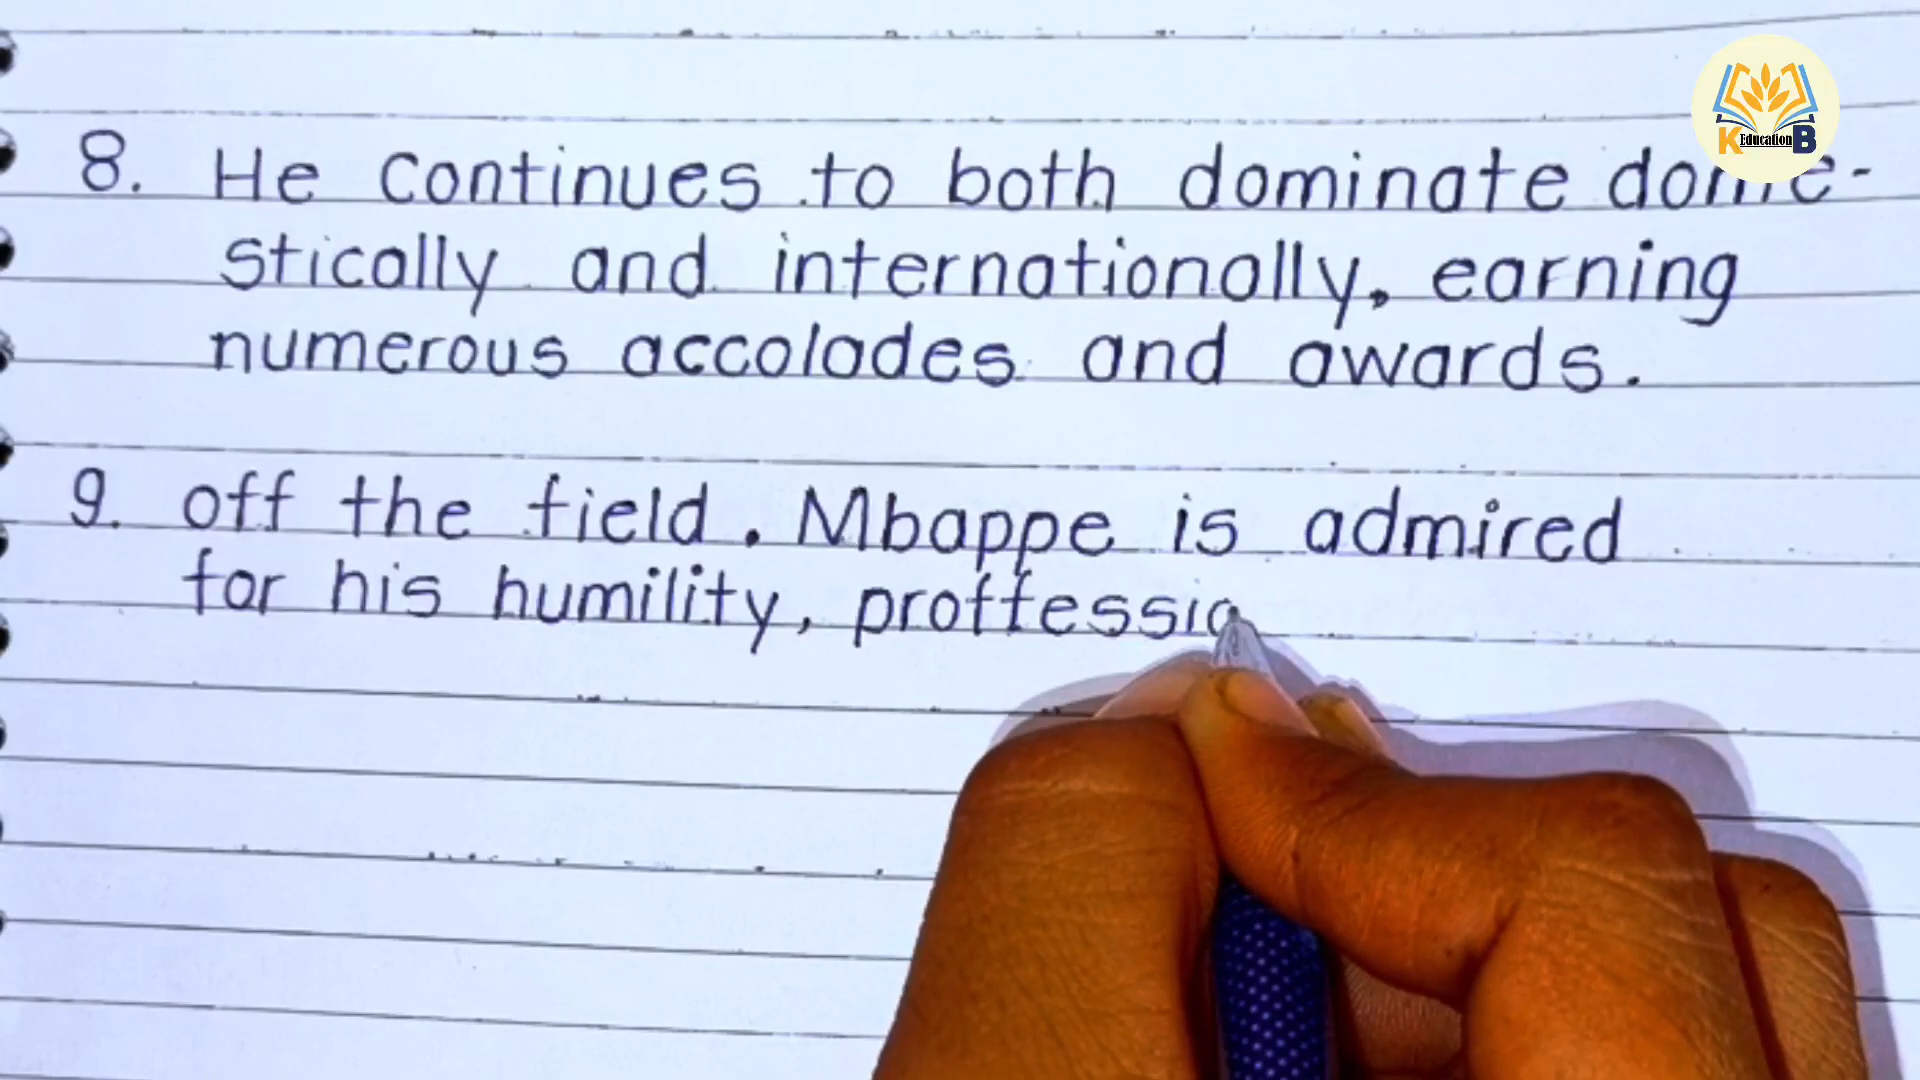 K Education B
8. He continues to both dominate dome-
stically and internationally, earning
numerous accolades and awards.
9. off the field. Mbappe is admired
for his humility, proffessio